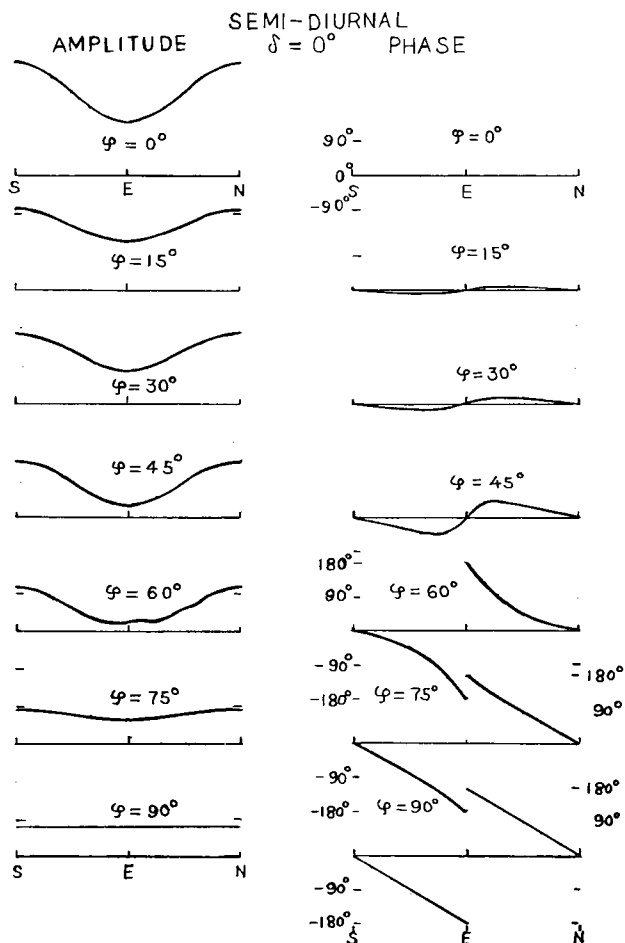 SEMI-DIURNAL
AMPLITUDE δ = 0° PHASE
φ = 0°
S E N
φ = 15°
φ = 30°
φ = 45°
φ = 60°
φ = 75°
φ = 90°
S E N
90° φ = 0°
0°
S E N
-90°
φ = 15°
φ = 30°
φ = 45°
180°
90° φ = 60°
-90° 180°
-180° φ = 75° 90°
-90° 180°
-180° φ = 90° 90°
-90°
-180°
S E N